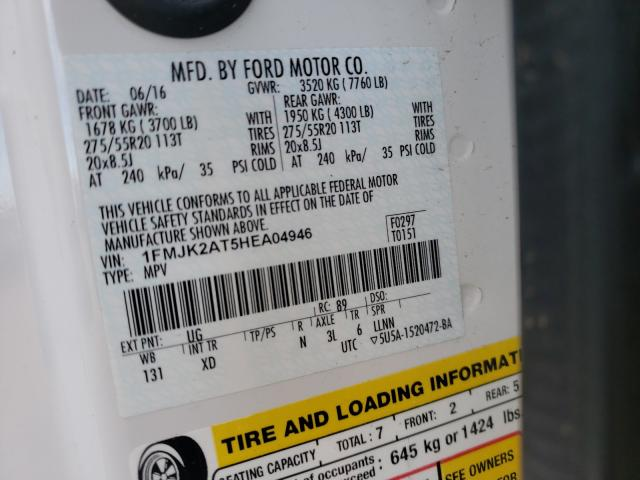 MFD. BY FORD MOTOR CO.
DATE: 06/16 GVWR: 3520 KG ( 7760 LB)
FRONT GAWR: REAR GAWR:
1678 KG ( 3700 LB) WITH 1950 KG ( 4300 LB) WITH
275/55R20 113T TIRES 275/55R20 113T TIRES
20x8.5J RIMS 20x8.5J RIMS
AT 240 kPa/ 35 PSI COLD AT 240 kPa/ 35 PSI COLD
THIS VEHICLE CONFORMS TO ALL APPLICABLE FEDERAL MOTOR
VEHICLE SAFETY STANDARDS IN EFFECT ON THE DATE OF
MANUFACTURE SHOWN ABOVE.
VIN: 1FMJK2AT5HEA04946 F0297
TYPE: MPV T0151
EXT PNT: UG RC: 89 DSO:
WB INT TR TP/PS R AXLE TR SPR
131 XD N 3L 6 LLNN
UTC ▽5U5A-1520472-BA
TIRE AND LOADING INFORMAT
SEATING CAPACITY TOTAL: 7 FRONT: 2 REAR: 5
of occupants : 645 kg or 1424 lbs.
exceed
SEE OWNERS